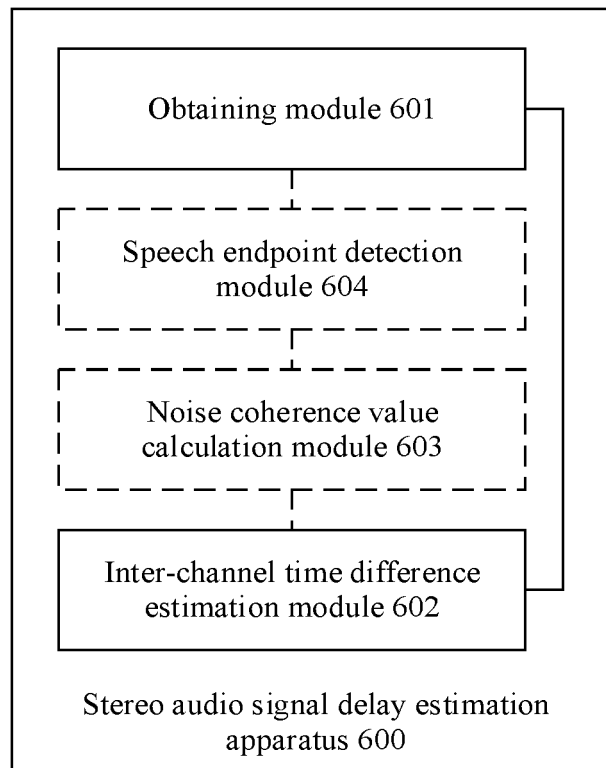 Obtaining module 601
Speech endpoint detection
module 604
Noise coherence value
calculation module 603
Inter-channel time difference
estimation module 602
Stereo audio signal delay estimation
apparatus 600